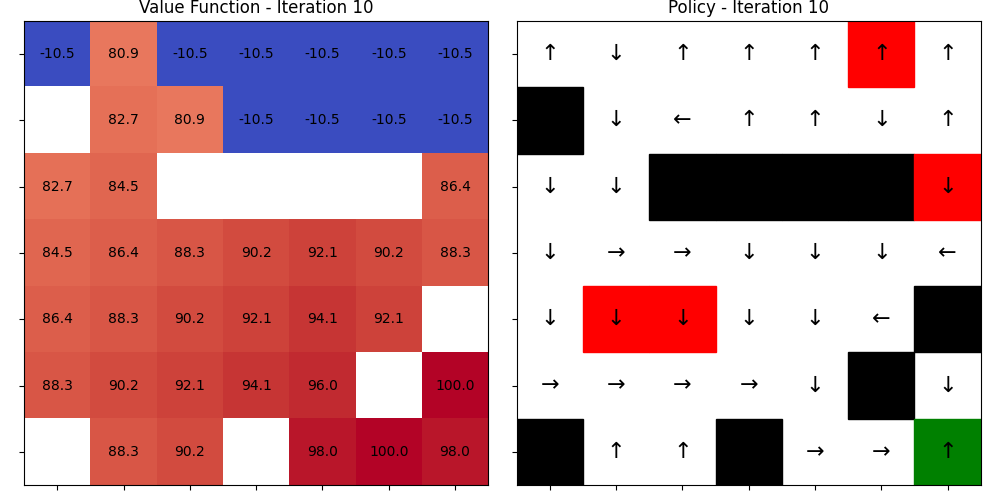 Value Function - Iteration 10
-10.5 80.9 -10.5 -10.5 -10.5 -10.5 -10.5
82.7 80.9 -10.5 -10.5 -10.5 -10.5
82.7 84.5 86.4
84.5 86.4 88.3 90.2 92.1 90.2 88.3
86.4 88.3 90.2 92.1 94.1 92.1
88.3 90.2 92.1 94.1 96.0 100.0
88.3 90.2 98.0 100.0 98.0
Policy - Iteration 10
↑ ↓ ↑ ↑ ↑ ↑ ↑
↓ ← ↑ ↑ ↓ ↑
↓ ↓ ↓
↓ → → ↓ ↓ ↓ ←
↓ ↓ ↓ ↓ ↓ ←
→ → → → ↓ ↓
↑ ↑ → → ↑